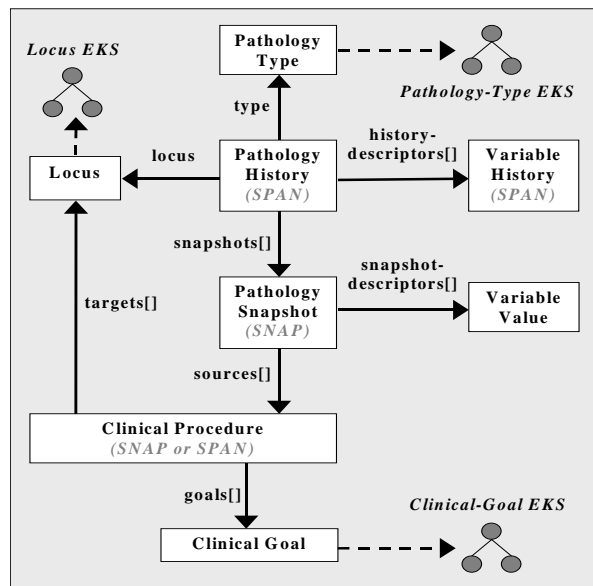 Locus EKS
Pathology
Type
Pathology-Type EKS
type
locus
history-
descriptors[]
Locus
Pathology
History
(SPAN)
Variable
History
(SPAN)
snapshots[]
snapshot-
descriptors[]
targets[]
Pathology
Snapshot
(SNAP)
Variable
Value
sources[]
Clinical Procedure
(SNAP or SPAN)
goals[]
Clinical-Goal EKS
Clinical Goal